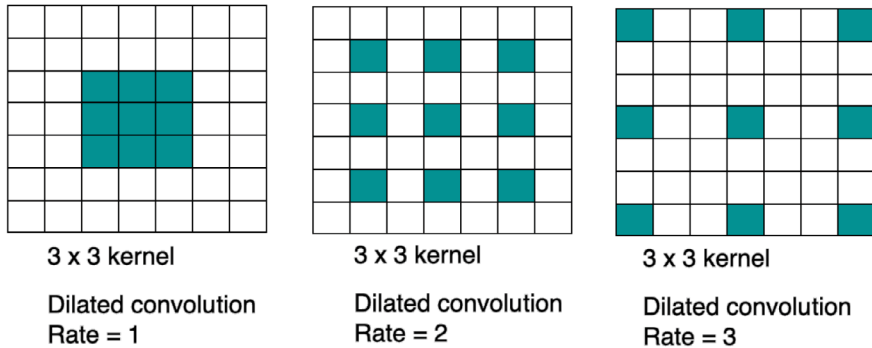 3 x 3 kernel
Dilated convolution
Rate = 1
3 x 3 kernel
Dilated convolution
Rate = 2
3 x 3 kernel
Dilated convolution
Rate = 3